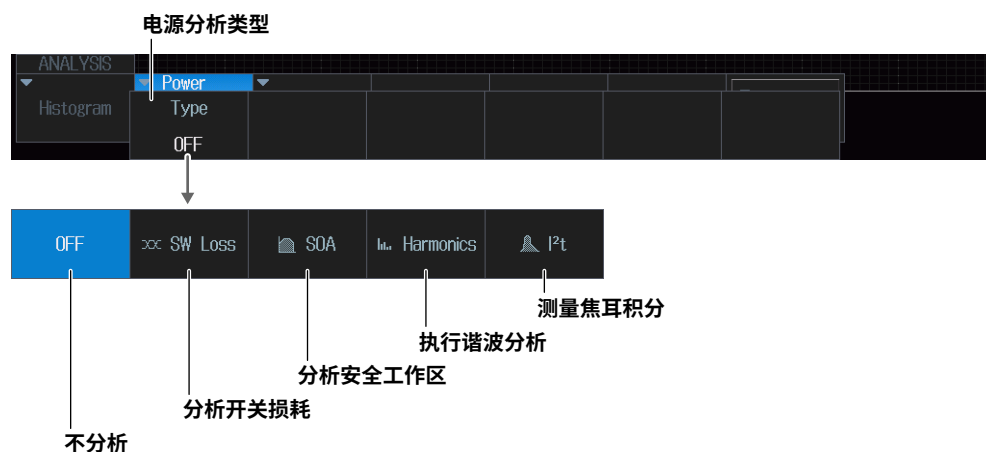 电源分析类型
ANALYSIS
Power
Histogram
Type
OFF
OFF
SW Loss
SOA
Harmonics
I²t
测量焦耳积分
执行谐波分析
分析安全工作区
分析开关损耗
不分析